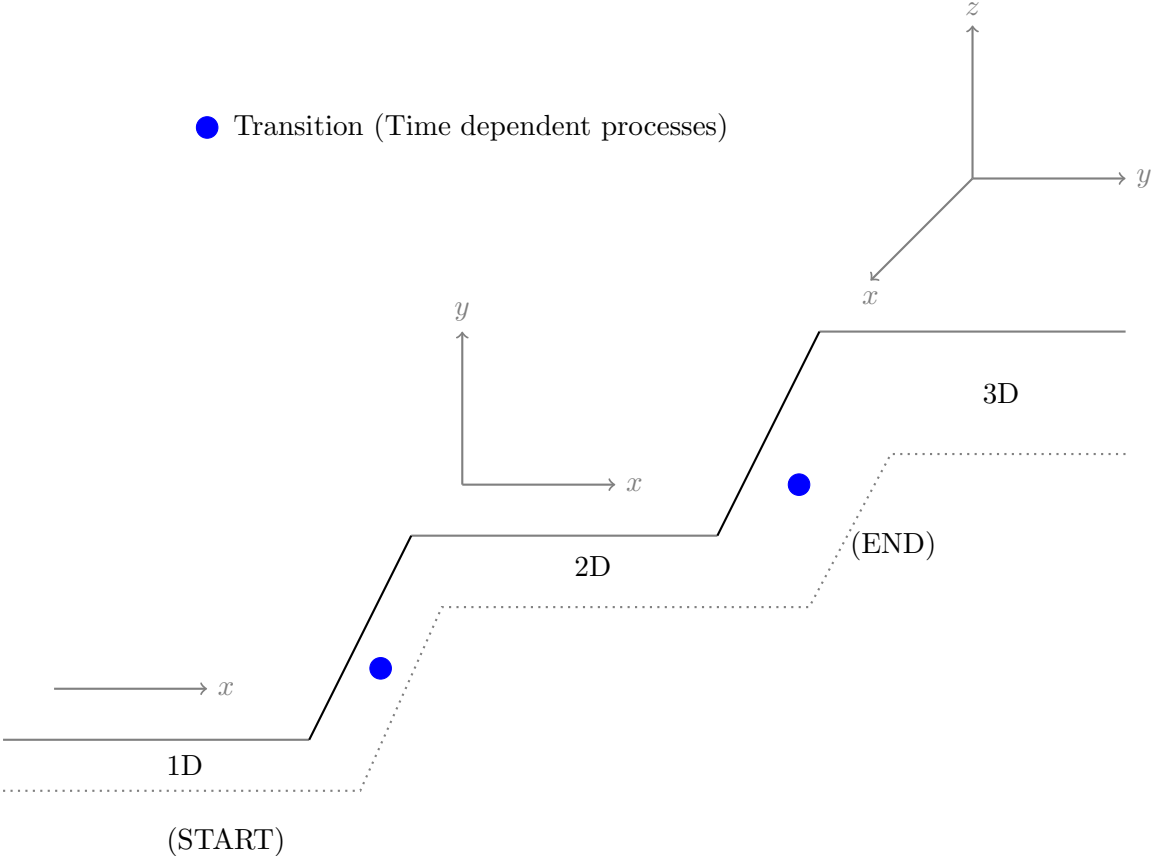 z
Transition (Time dependent processes)
y
x
y
3D
x
(END)
2D
x
1D
(START)